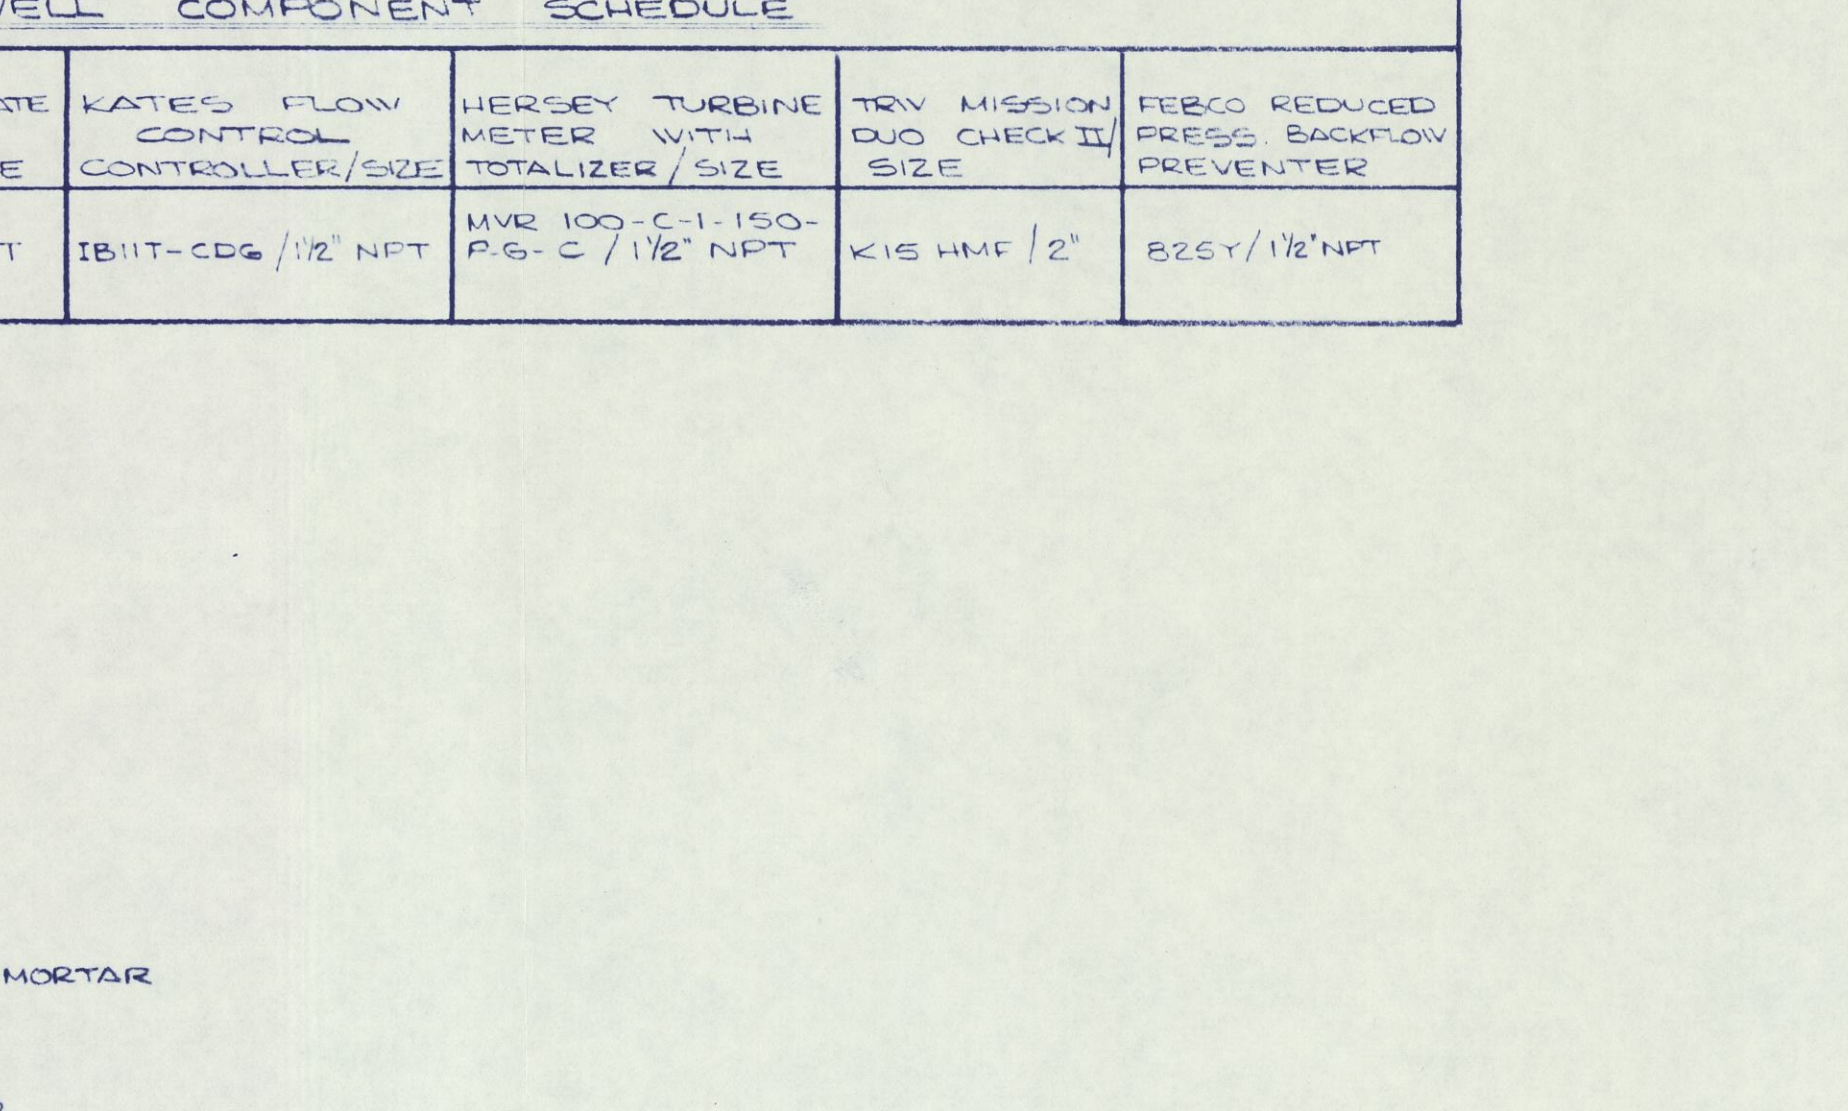 WELL COMPONENT SCHEDULE
KATES FLOW
CONTROL
CONTROLLER/SIZE
HERSEY TURBINE
METER WITH
TOTALIZER/SIZE
TRW MISSION
DUO CHECK II/
SIZE
FEBCO REDUCED
PRESS. BACKFLOW
PREVENTER
IB11T-CDG/1½" NPT
MVR 100-C-1-150-
P-G-C / 1½" NPT
K15 HMF/2"
825Y/1½" NPT
MORTAR